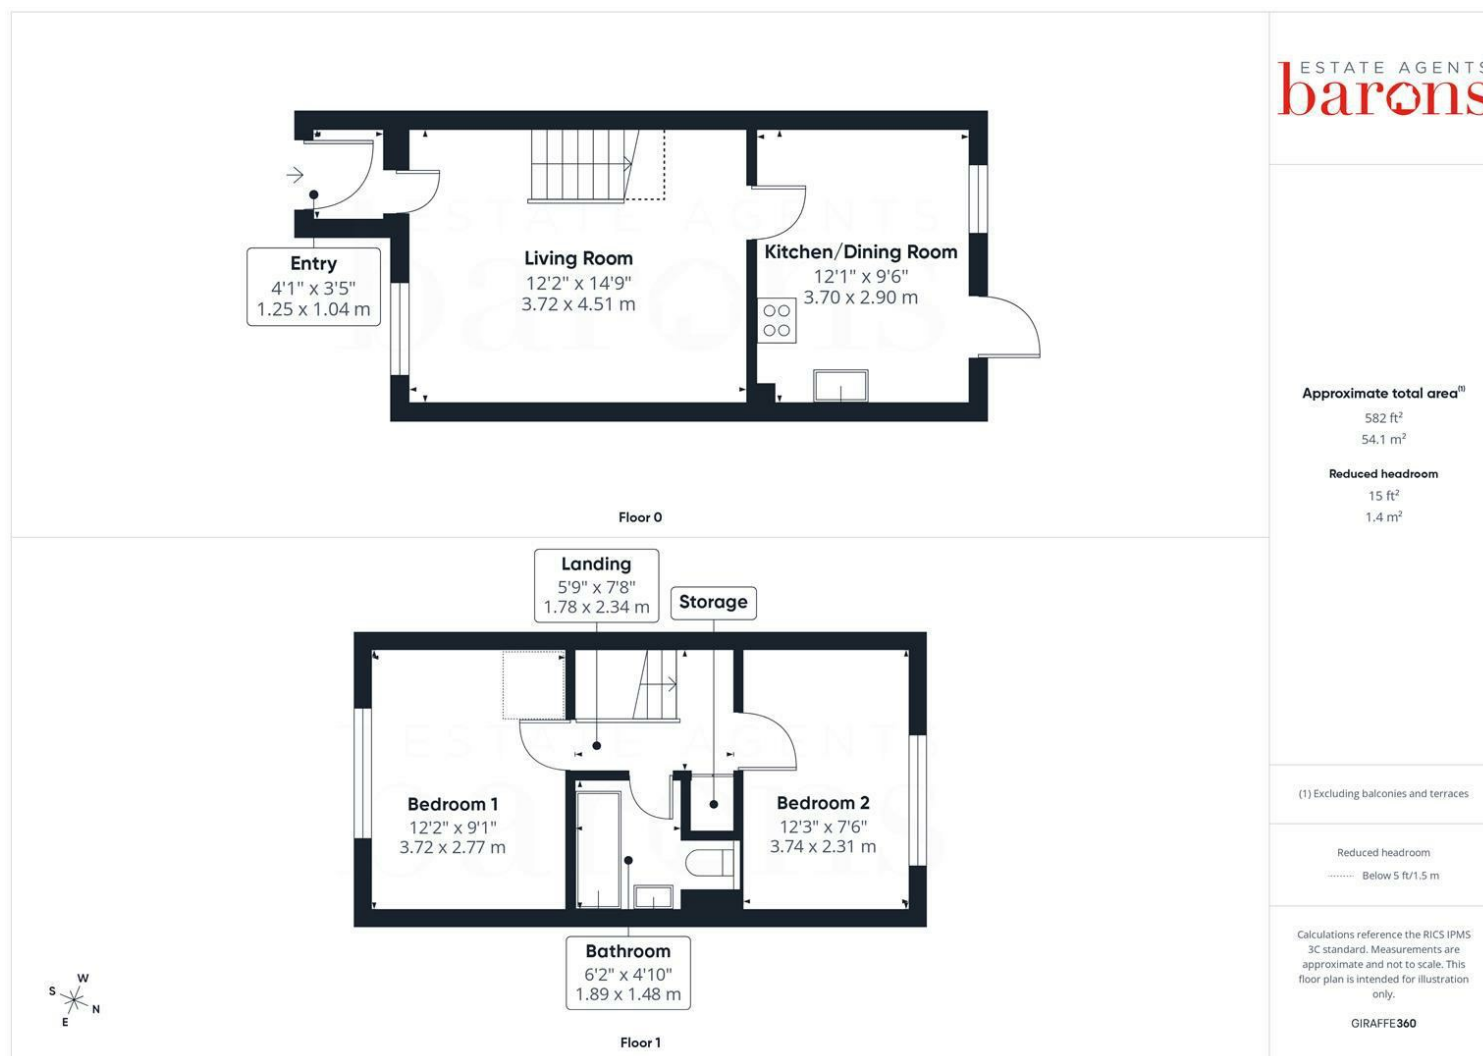 ESTATE AGENTS
barons
Entry
4'1" x 3'5"
1.25 x 1.04 m
Living Room
12'2" x 14'9"
3.72 x 4.51 m
Kitchen/Dining Room
12'1" x 9'6"
3.70 x 2.90 m
ESTATE AGENTS
barons
Floor 0
Approximate total area(1)
582 ft²
54.1 m²
Reduced headroom
15 ft²
1.4 m²
Landing
5'9" x 7'8"
1.78 x 2.34 m
Storage
Bedroom 1
12'2" x 9'1"
3.72 x 2.77 m
Bedroom 2
12'3" x 7'6"
3.74 x 2.31 m
Bathroom
6'2" x 4'10"
1.89 x 1.48 m
ESTATE AGENTS
barons
W
S
N
E
Floor 1
(1) Excluding balconies and terraces
Reduced headroom
Below 5 ft/1.5 m
Calculations reference the RICS IPMS
3C standard. Measurements are
approximate and not to scale. This
floor plan is intended for illustration
only.
GIRAFFE360